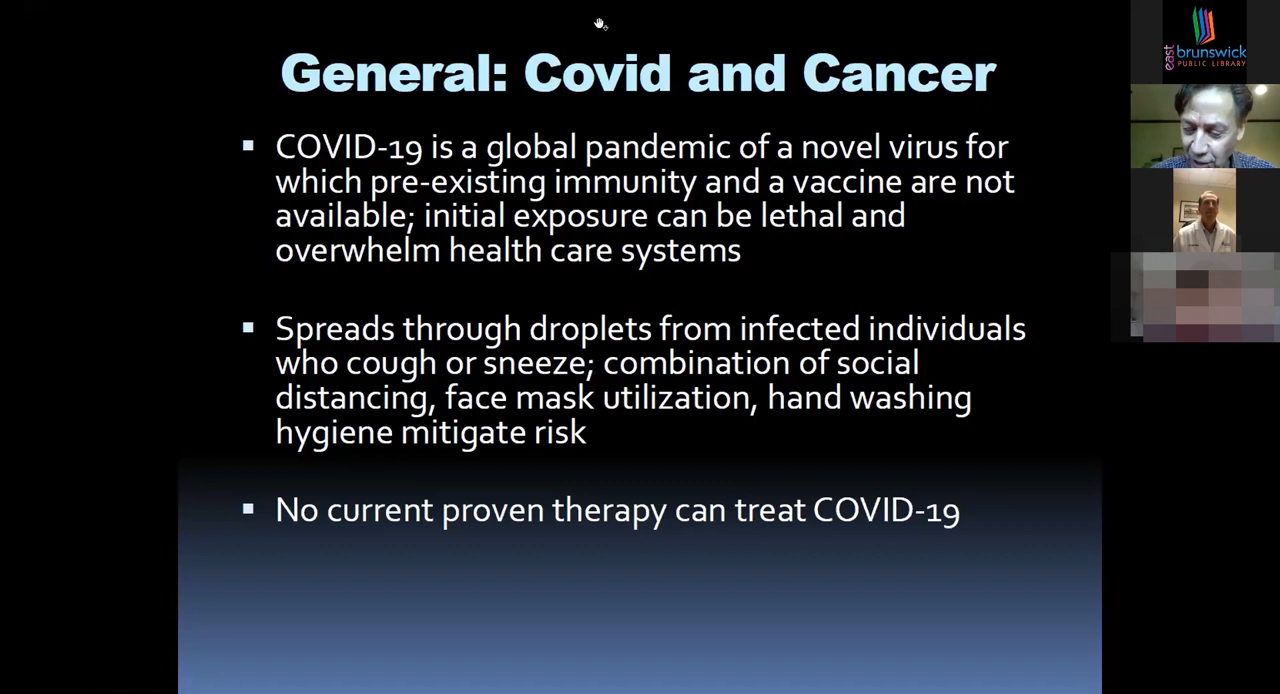 General: Covid and Cancer
COVID-19 is a global pandemic of a novel virus for
which pre-existing immunity and a vaccine are not
available; initial exposure can be lethal and
overwhelm health care systems
Spreads through droplets from infected individuals
who cough or sneeze; combination of social
distancing, face mask utilization, hand washing
hygiene mitigate risk
No current proven therapy can treat COVID-19
east
brunswick
PUBLIC LIBRARY